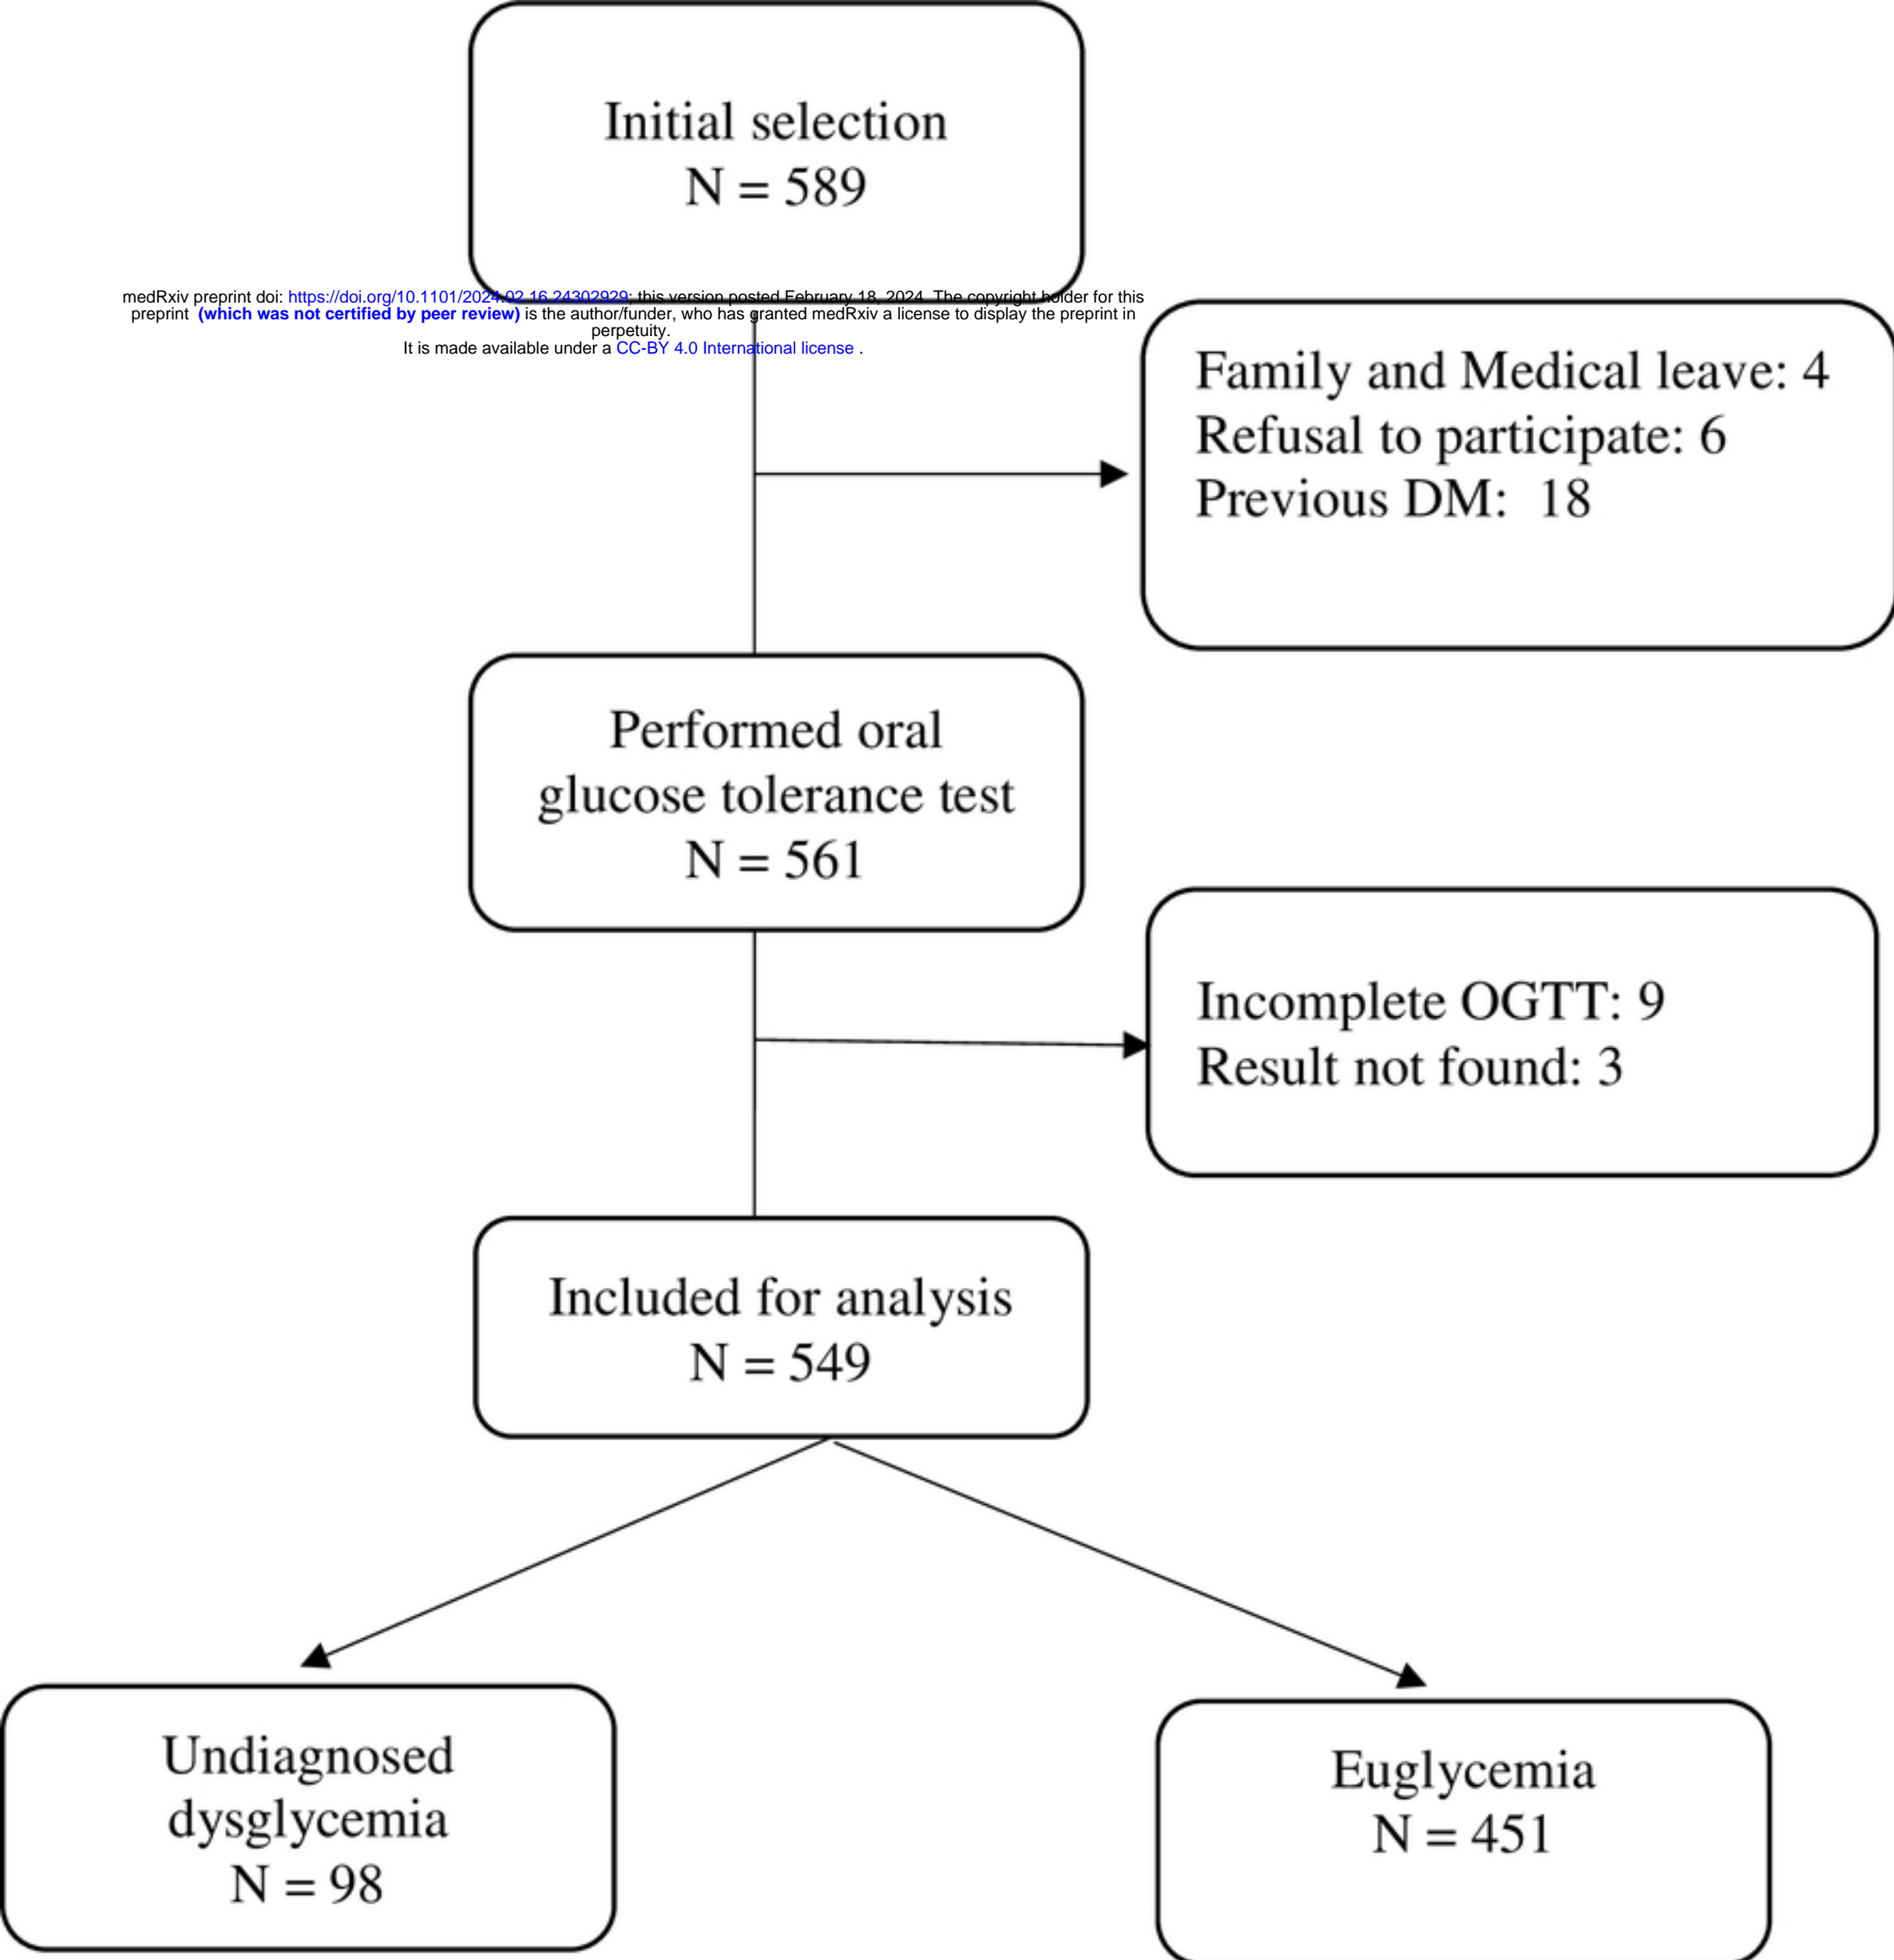 Initial selection
N = 589
medRxiv preprint doi: https://doi.org/10.1101/2024.02.16.24302929; this version posted February 18, 2024. The copyright holder for this
preprint (which was not certified by peer review) is the author/funder, who has granted medRxiv a license to display the preprint in
perpetuity.
It is made available under a CC-BY 4.0 International license .
Family and Medical leave: 4
Refusal to participate: 6
Previous DM: 18
Performed oral
glucose tolerance test
N = 561
Incomplete OGTT: 9
Result not found: 3
Included for analysis
N = 549
Undiagnosed
dysglycemia
N = 98
Euglycemia
N = 451